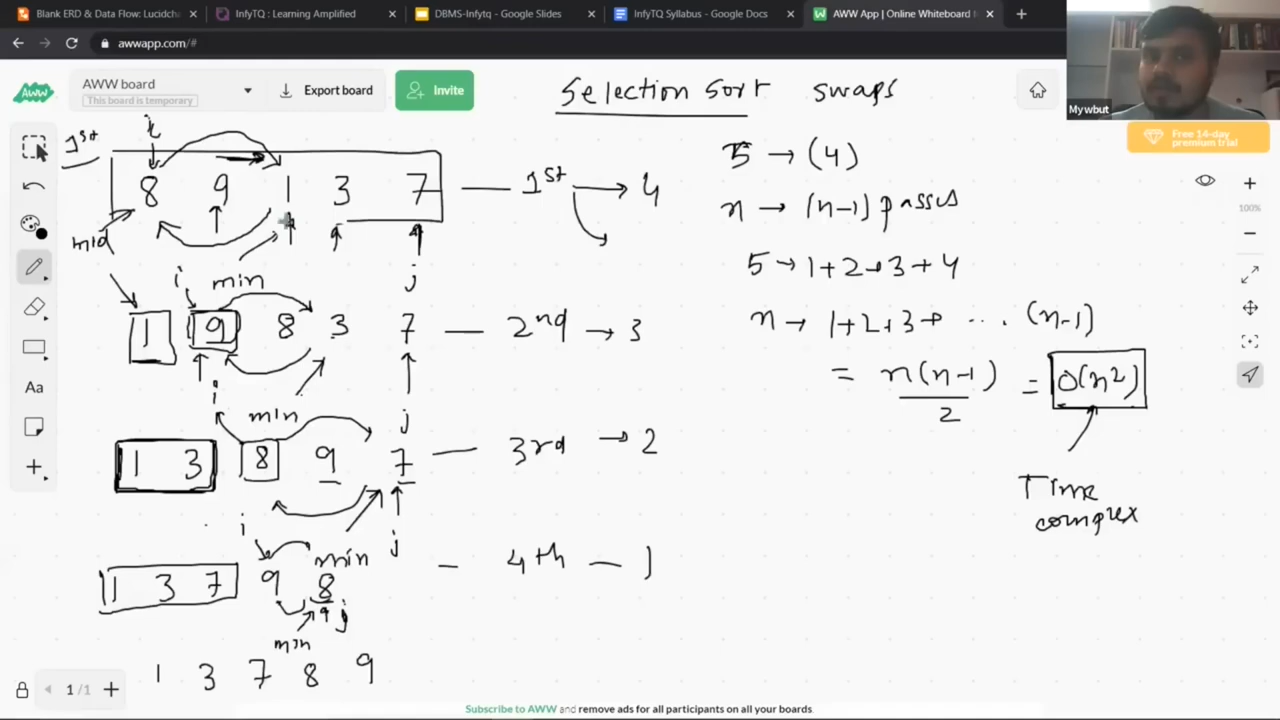 Blank ERD & Data Flow: Lucidcha
InfyTQ : Learning Amplified
DBMS-Infytq - Google Slides
InfyTQ Syllabus - Google Docs
AWW App | Online Whiteboard fo
awwapp.com/#
AWW board
This board is temporary
Export board
Invite
Selection Sort swaps
Mywbut
Free 14-day
premium trial
1st i
8 9 1 3 7 — 1st → 4
mid
min j
i
1 9 8 3 7 — 2nd → 3
i min j
1 3 8 9 7 — 3rd → 2
i min j
1 3 7 9 8 - 4th — 1
j
min
1 3 7 8 9
5 → (4)
n → (n-1) passes
5 → 1+2+3+4
n → 1+2+3+ .... (n-1)
= n(n-1) = O(n2)
2
Time
complex
100%
Aa
1/1
Subscribe to AWW and remove ads for all participants on all your boards.